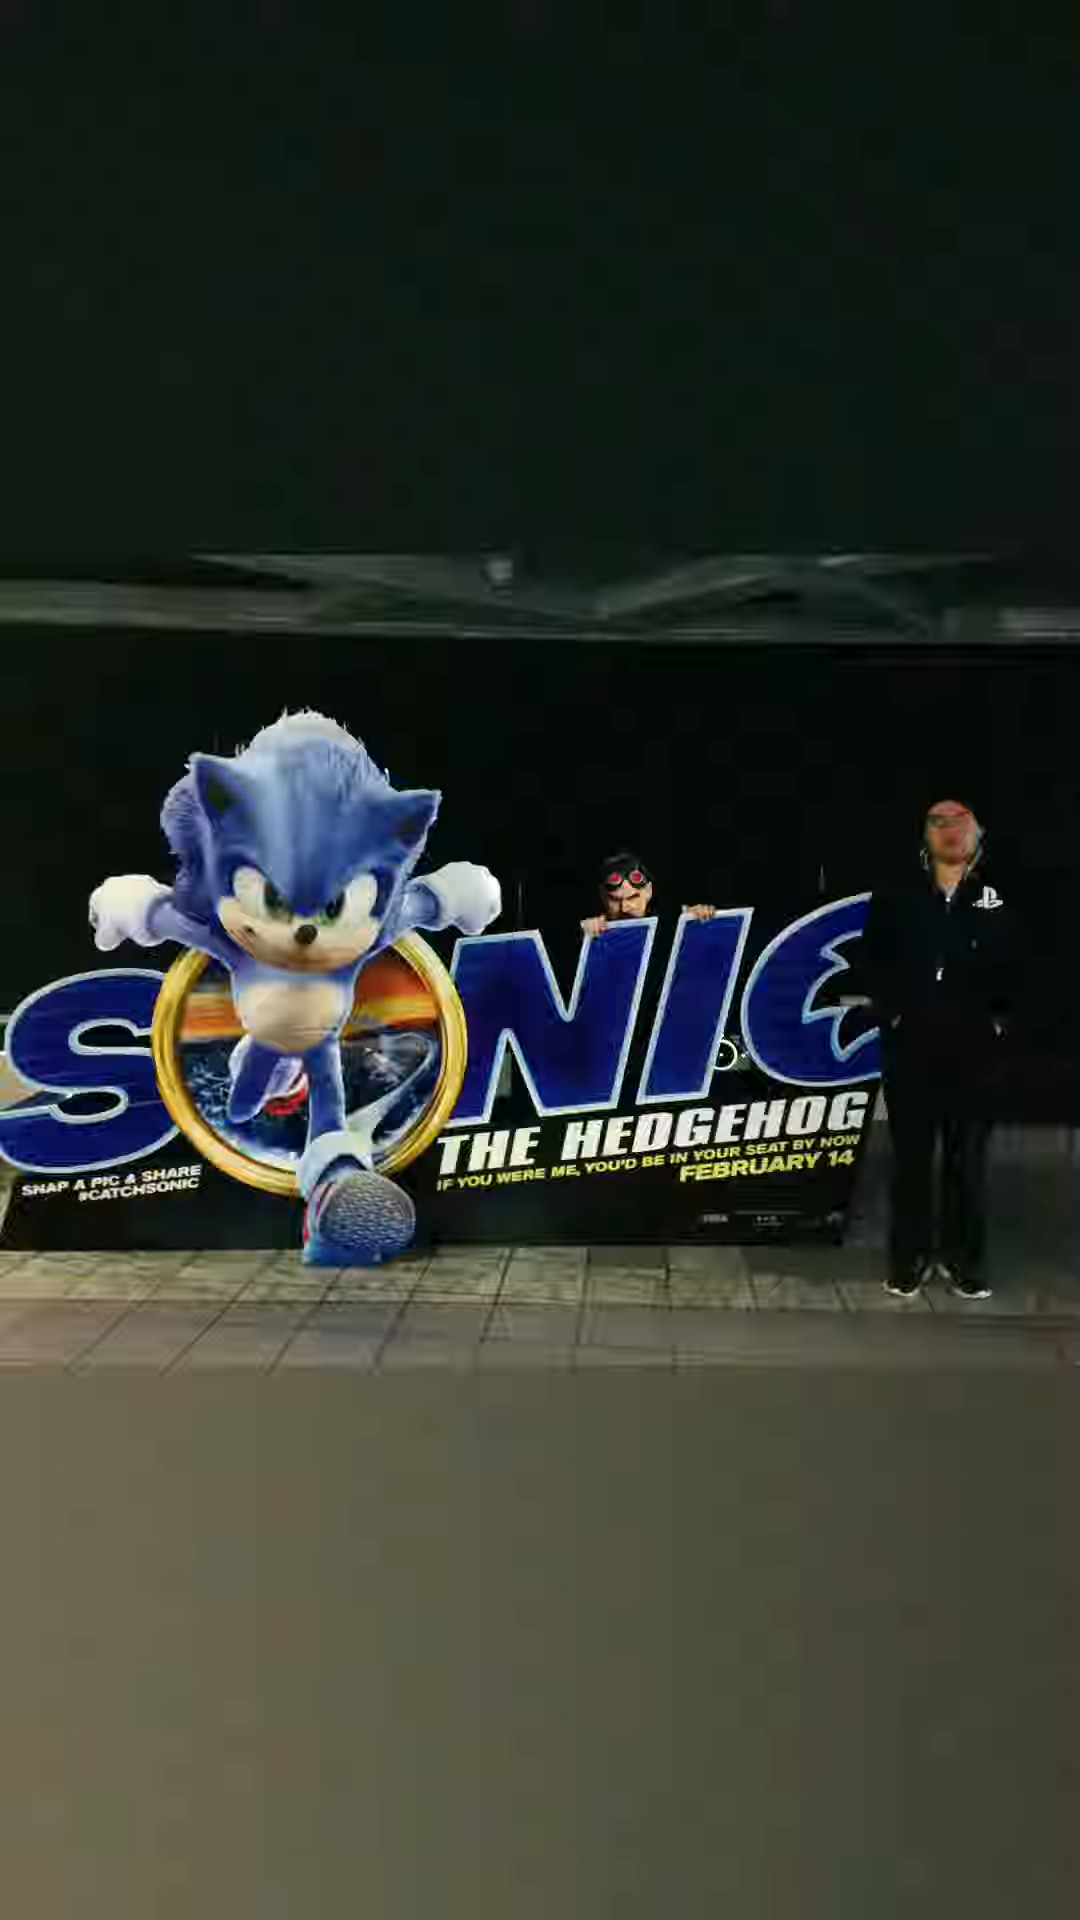 SONIC
THE HEDGEHOG
IF YOU WERE ME, YOU'D BE IN YOUR SEAT BY NOW
FEBRUARY 14
SNAP A PIC & SHARE
#CATCHSONIC